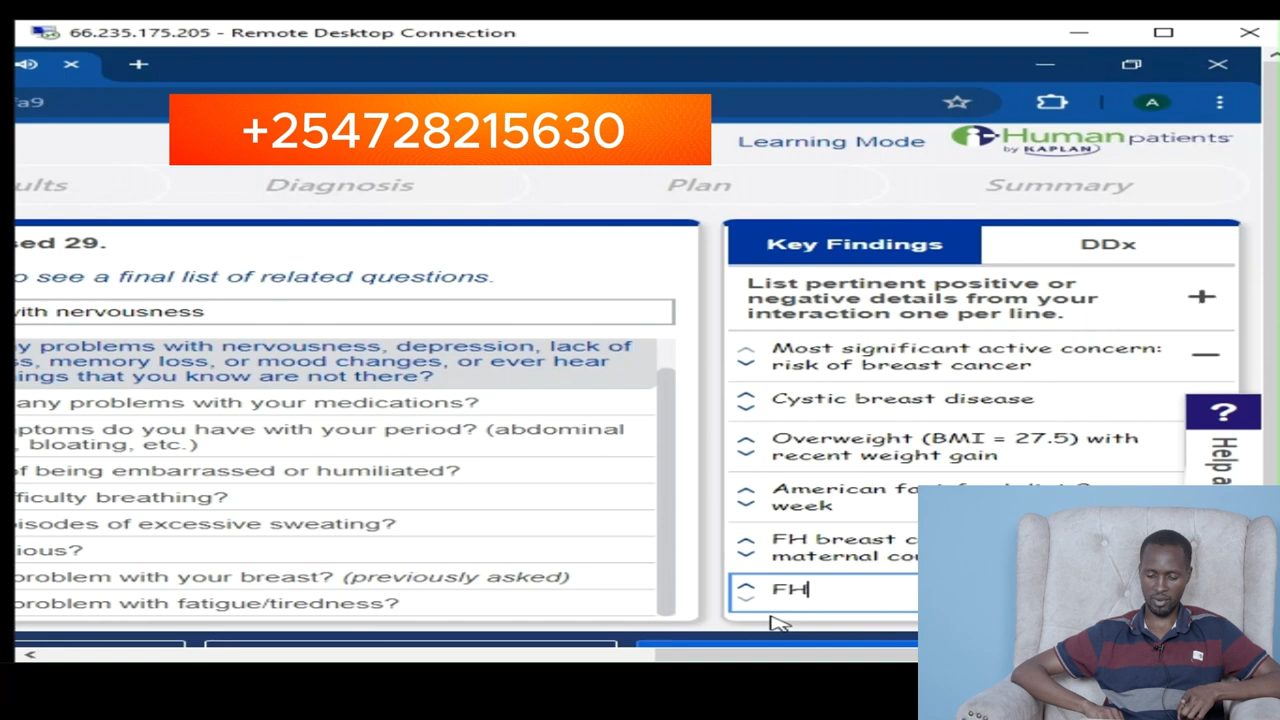 66.235.175.205 - Remote Desktop Connection
a9
+254728215630
A
Learning Mode
i-Human patients
by KAPLAN
ults
Diagnosis
Plan
Summary
sed 29.
Key Findings
DDx
o see a final list of related questions.
List pertinent positive or
negative details from your
interaction one per line.
with nervousness
y problems with nervousness, depression, lack of
s, memory loss, or mood changes, or ever hear
ings that you know are not there?
any problems with your medications?
ptoms do you have with your period? (abdominal
, bloating, etc.)
f being embarrassed or humiliated?
fficulty breathing?
isodes of excessive sweating?
ious?
problem with your breast? (previously asked)
problem with fatigue/tiredness?
Most significant active concern:
risk of breast cancer
Cystic breast disease
Overweight (BMI = 27.5) with
recent weight gain
American
week
FH breast
maternal
FH
?
Help